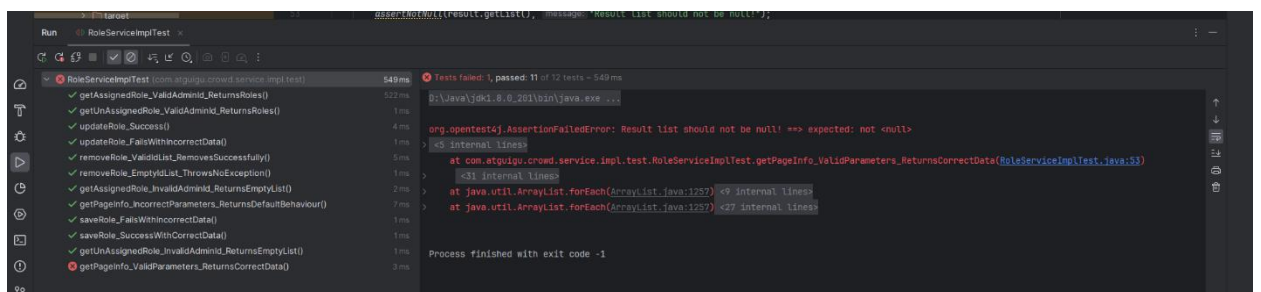 target
33
assertNotNull(result.getList(), message: "Result list should not be null!");
Run
RoleServiceImplTest ×
RoleServiceImplTest (com.atguigu.crowd.service.impl.test) 549 ms
Tests failed: 1, passed: 11 of 12 tests – 549 ms
getAssignedRole_ValidAdminId_ReturnsRoles() 522 ms
getUnAssignedRole_ValidAdminId_ReturnsRoles() 1 ms
updateRole_Success() 4 ms
updateRole_FailsWithIncorrectData() 1 ms
removeRole_ValidIdList_RemovesSuccessfully() 5 ms
removeRole_EmptyIdList_ThrowsNoException() 1 ms
getAssignedRole_InvalidAdminId_ReturnsEmptyList() 2 ms
getPageInfo_IncorrectParameters_ReturnsDefaultBehaviour() 7 ms
saveRole_FailsWithIncorrectData() 1 ms
saveRole_SuccessWithCorrectData() 1 ms
getUnAssignedRole_InvalidAdminId_ReturnsEmptyList() 1 ms
getPageInfo_ValidParameters_ReturnsCorrectData() 2 ms
D:\Java\jdk1.8.0_201\bin\java.exe ...
org.opentest4j.AssertionFailedError: Result list should not be null! ==> expected: not <null>
<5 internal lines>
at com.atguigu.crowd.service.impl.test.RoleServiceImplTest.getPageInfo_ValidParameters_ReturnsCorrectData(RoleServiceImplTest.java:53)
<31 internal lines>
at java.util.ArrayList.forEach(ArrayList.java:1257) <9 internal lines>
at java.util.ArrayList.forEach(ArrayList.java:1257) <27 internal lines>
Process finished with exit code -1